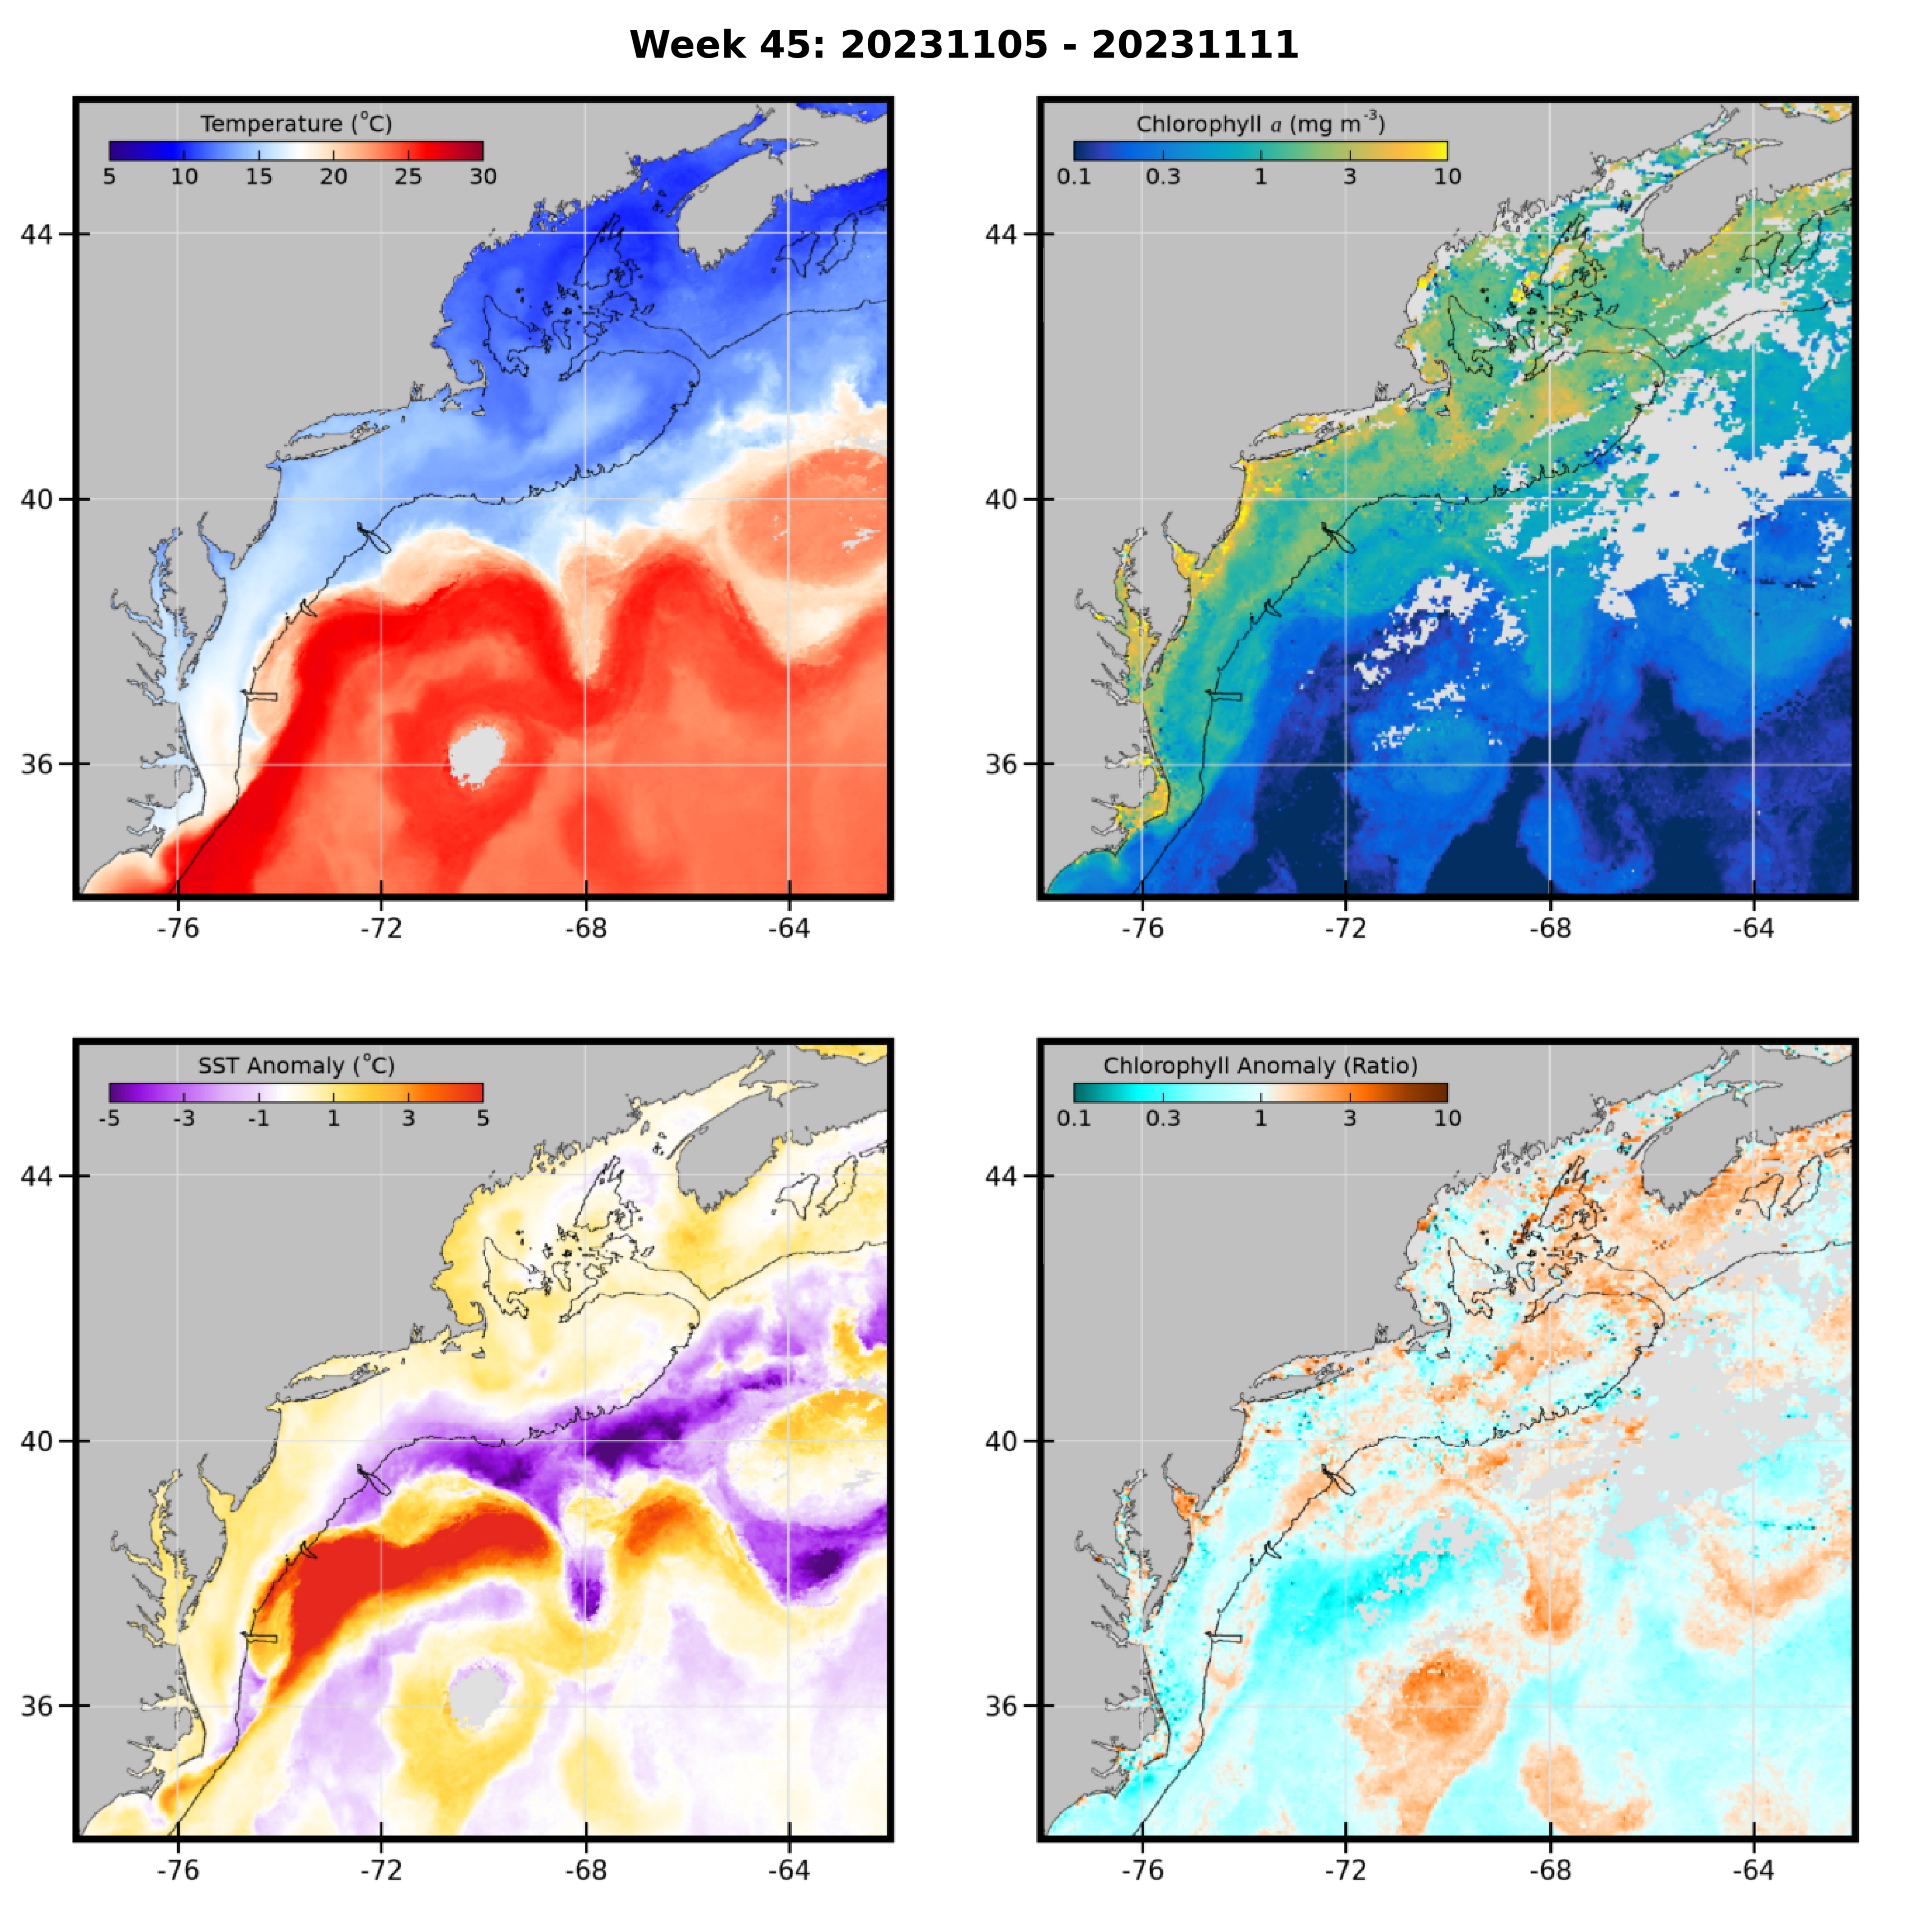 Week 45: 20231105 - 20231111
Temperature (°C)
5 10 15 20 25 30
44
40
36
-76 -72 -68 -64
Chlorophyll a (mg m-3)
0.1 0.3 1 3 10
44
40
36
-76 -72 -68 -64
SST Anomaly (°C)
-5 -3 -1 1 3 5
44
40
36
-76 -72 -68 -64
Chlorophyll Anomaly (Ratio)
0.1 0.3 1 3 10
44
40
36
-76 -72 -68 -64